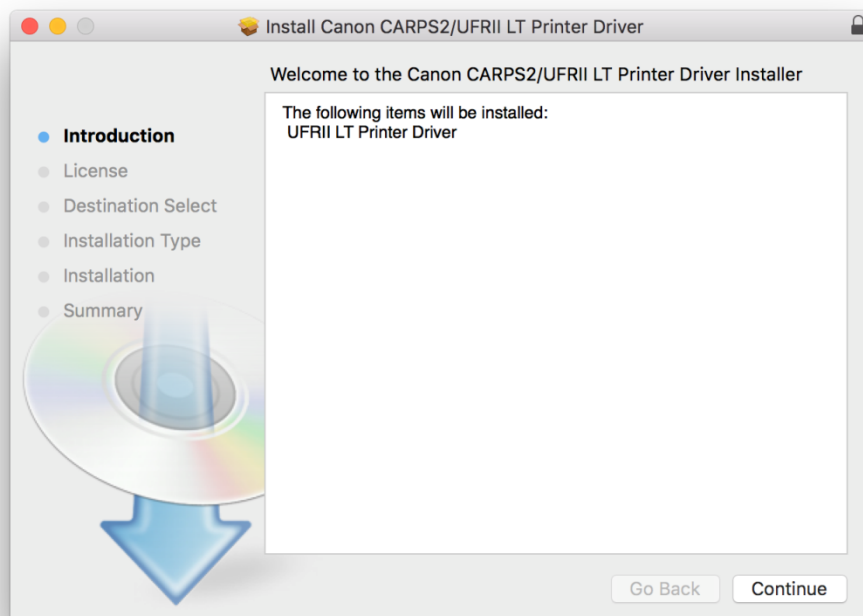 Install Canon CARPS2/UFRII LT Printer Driver
Welcome to the Canon CARPS2/UFRII LT Printer Driver Installer
Introduction
License
Destination Select
Installation Type
Installation
Summary
The following items will be installed:
UFRII LT Printer Driver
Go Back
Continue